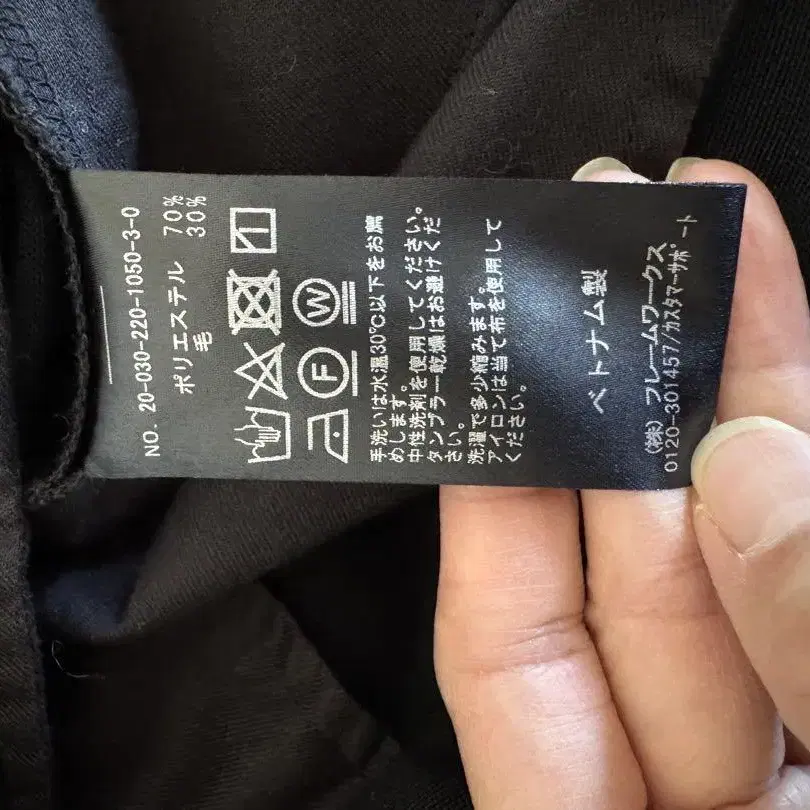 NO. 20-030-220-1050-3-0
ポリエステル 70%
毛 30%
W
F
手洗いは水温30℃以下をお薦
めします。
中性洗剤を使用してください。
タンブラー乾燥はお避けくだ
さい。
洗濯で多少縮みます。
アイロンは当て布を使用して
ください。
ベトナム製
(株) フレームワークス
0120-301457/カスタマーサポート